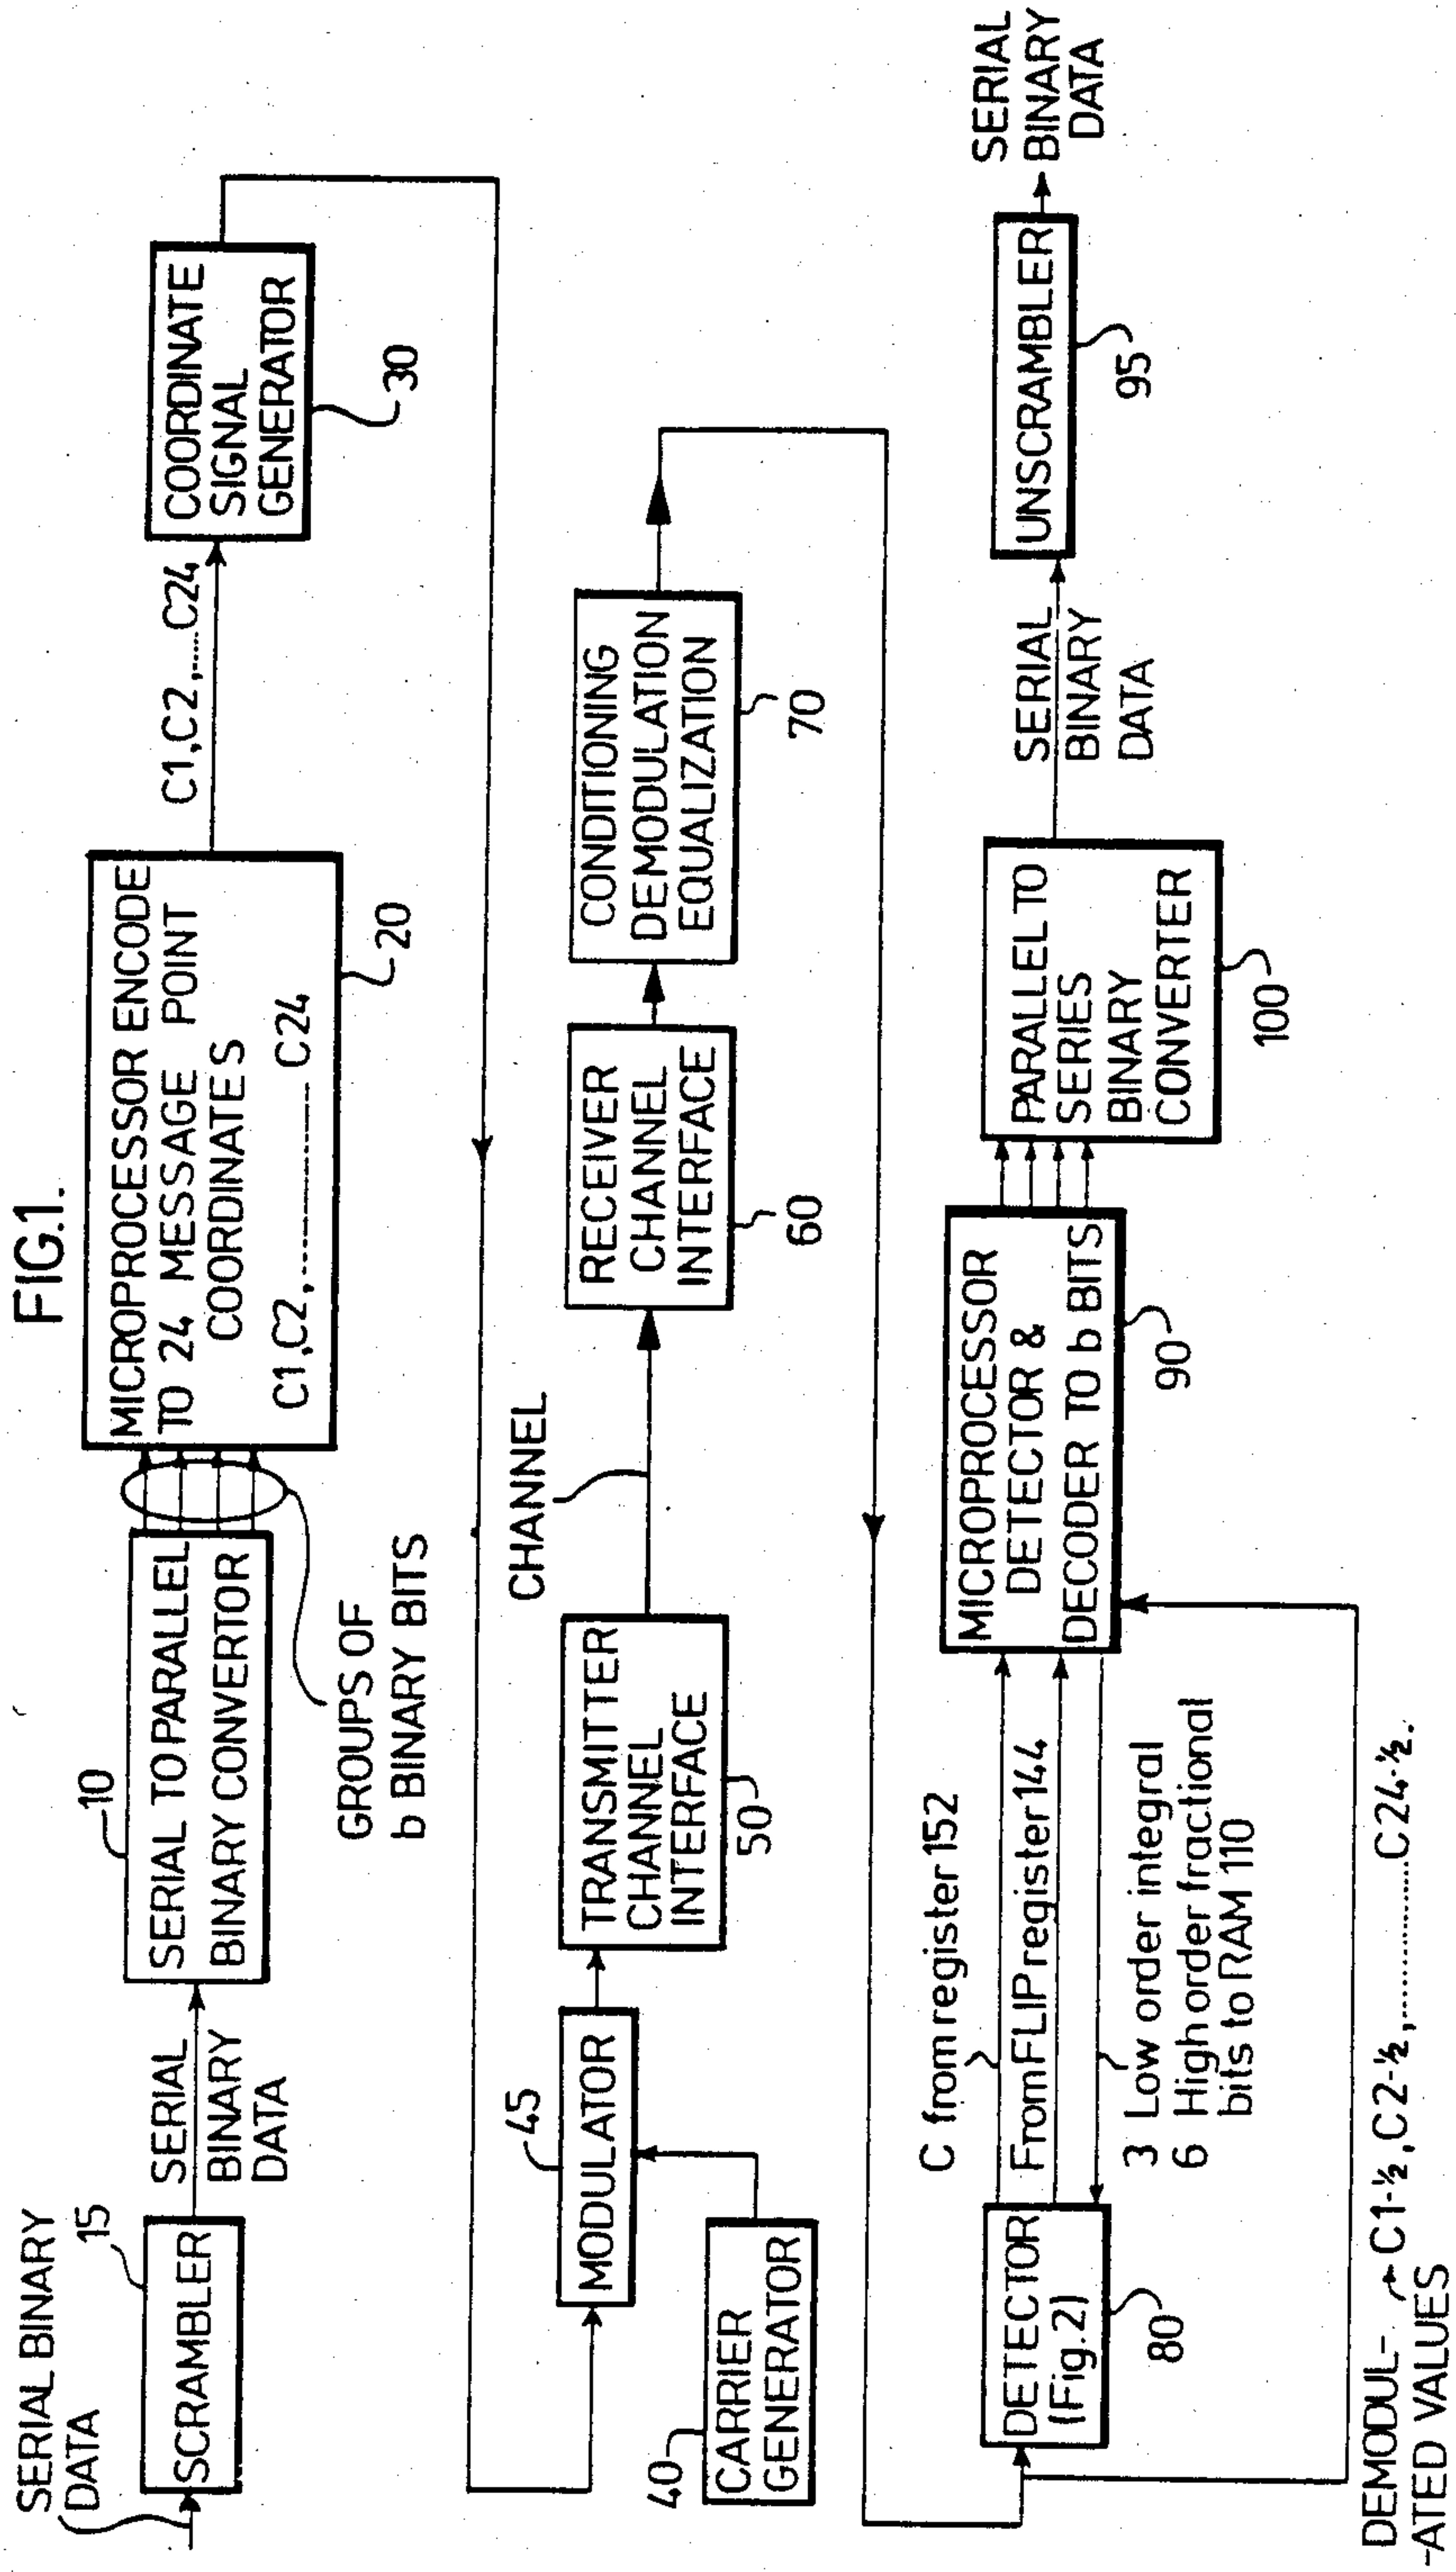 FIG.1.
SERIAL BINARY
DATA
15
SCRAMBLER
SERIAL
BINARY
DATA
10
SERIAL TO PARALLEL
BINARY CONVERTOR
GROUPS OF
b BINARY BITS
MICROPROCESSOR ENCODE
TO 24 MESSAGE POINT
COORDINATES
C1,C2,............C24
20
C1,C2,.....C24
COORDINATE
SIGNAL
GENERATOR
30
40
CARRIER
GENERATOR
45
MODULATOR
TRANSMITTER
CHANNEL
INTERFACE
50
CHANNEL
RECEIVER
CHANNEL
INTERFACE
60
CONDITIONING
DEMODULATION
EQUALIZATION
70
DETECTOR
(Fig.2)
80
C from register 152
From FLIP register 144
3 Low order integral
6 High order fractional
bits to RAM 110
DEMODUL-
-ATED VALUES
C1-½,C2-½,...............C24-½.
MICROPROCESSOR
DETECTOR &
DECODER TO b BITS
90
PARALLEL TO
SERIES
BINARY
CONVERTER
100
SERIAL
BINARY
DATA
UNSCRAMBLER
95
SERIAL
BINARY
DATA